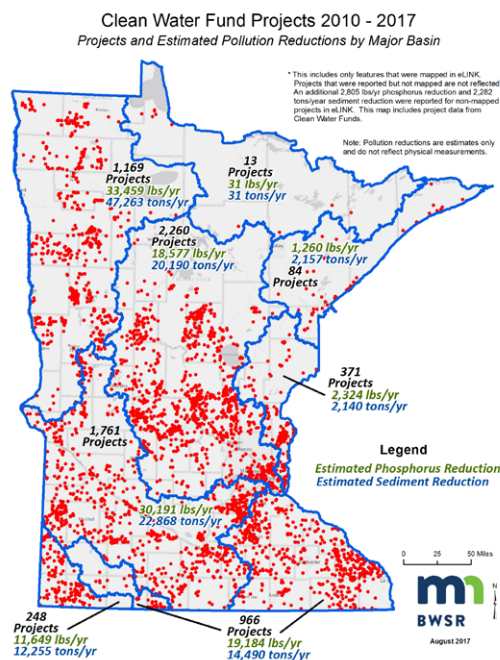 Clean Water Fund Projects 2010 - 2017
Projects and Estimated Pollution Reductions by Major Basin
* This includes only features that were mapped in eLINK.
Projects that were reported but not mapped are not reflected
An additional 2,805 lbs/yr phosphorus reduction and 2,282
tons/year sediment reduction were reported for non-mapped
projects in eLINK. This map includes project data from
Clean Water Funds.
Note: Pollution reductions are estimates only
and do not reflect physical measurements.
1,169
Projects
33,459 lbs/yr
47,263 tons/yr
13
Projects
31 lbs/yr
31 tons/yr
2,260
Projects
18,577 lbs/yr
20,190 tons/yr
1,260 lbs/yr
2,157 tons/yr
84
Projects
371
Projects
2,324 lbs/yr
2,140 tons/yr
1,761
Projects
30,191 lbs/yr
22,868 tons/yr
Legend
Estimated Phosphorus Reduction
Estimated Sediment Reduction
0 25 50 Miles
248
Projects
11,649 lbs/yr
12,255 tons/yr
966
Projects
19,184 lbs/yr
14,490 tons/yr
BWSR
August 2017